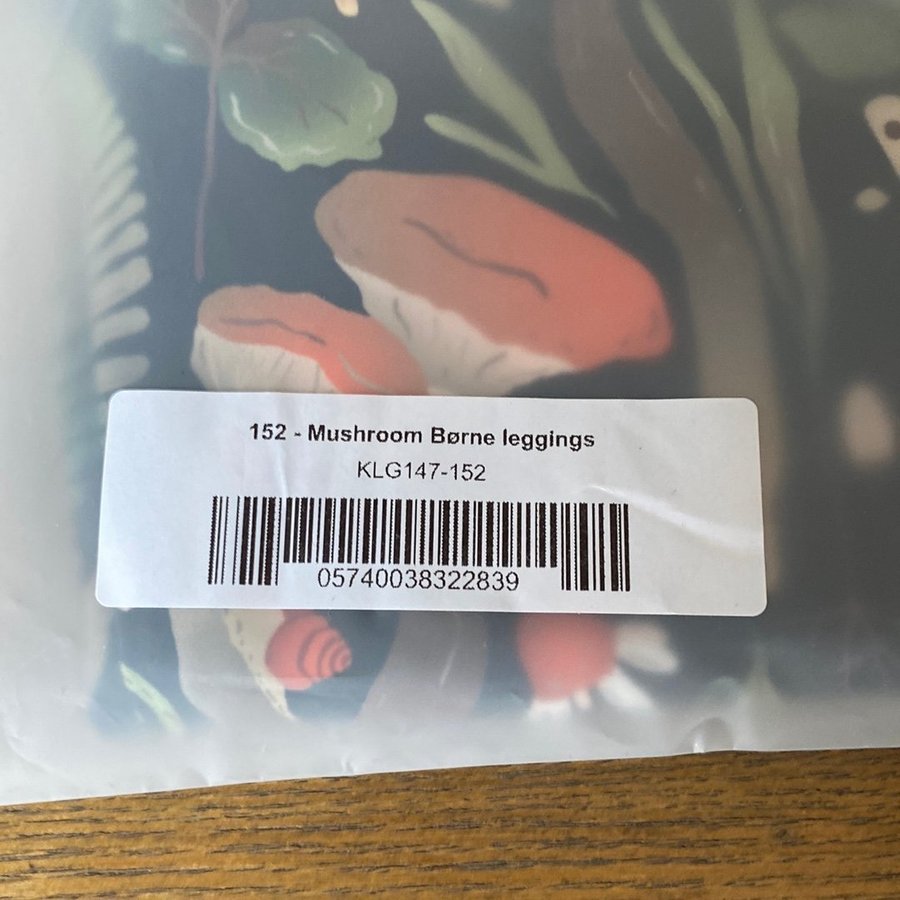 152 - Mushroom Børne leggings
KLG147-152
05740038322839